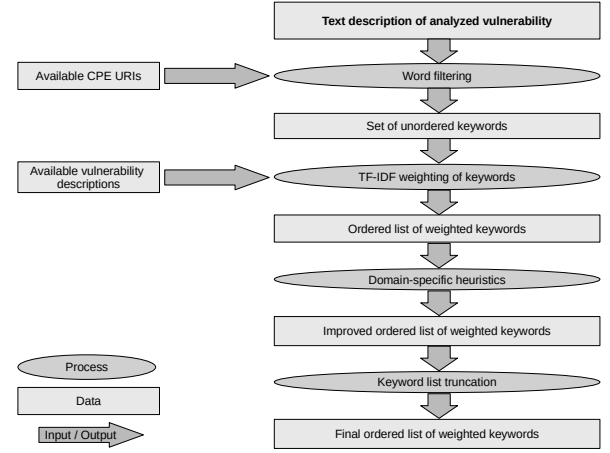 Text description of analyzed vulnerability
Available CPE URIs
Word filtering
Set of unordered keywords
Available vulnerability
descriptions
TF-IDF weighting of keywords
Ordered list of weighted keywords
Domain-specific heuristics
Improved ordered list of weighted keywords
Process
Keyword list truncation
Data
Input / Output
Final ordered list of weighted keywords